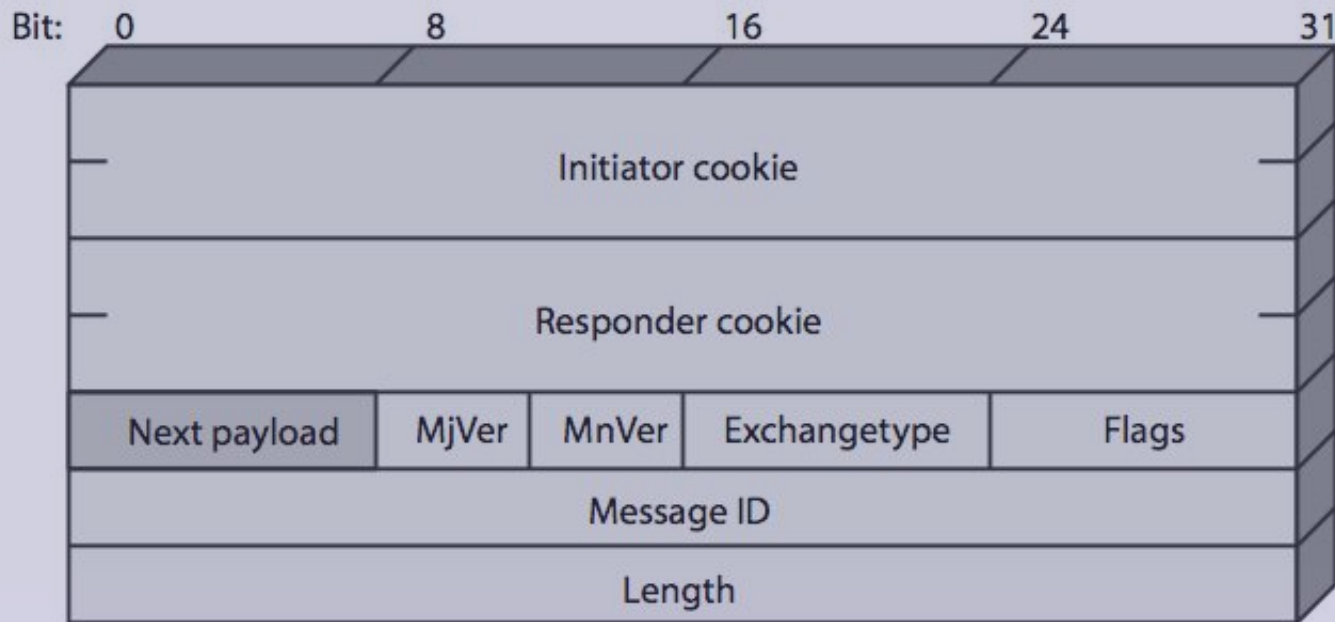 Bit: 0 8 16 24 31
Initiator cookie
Responder cookie
Next payload MjVer MnVer Exchangetype Flags
Message ID
Length